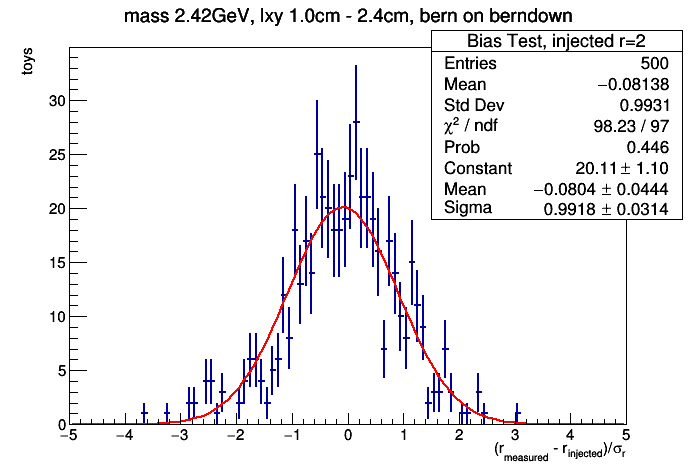 mass 2.42GeV, lxy 1.0cm - 2.4cm, bern on berndown
toys
Bias Test, injected r=2
Entries 500
Mean −0.08138
Std Dev 0.9931
χ² / ndf 98.23 / 97
Prob 0.446
Constant 20.11 ± 1.10
Mean −0.0804 ± 0.0444
Sigma 0.9918 ± 0.0314
30
25
20
15
10
5
0
−5 −4 −3 −2 −1 0 1 2 3 4 5
(r_measured - r_injected)/σ_r